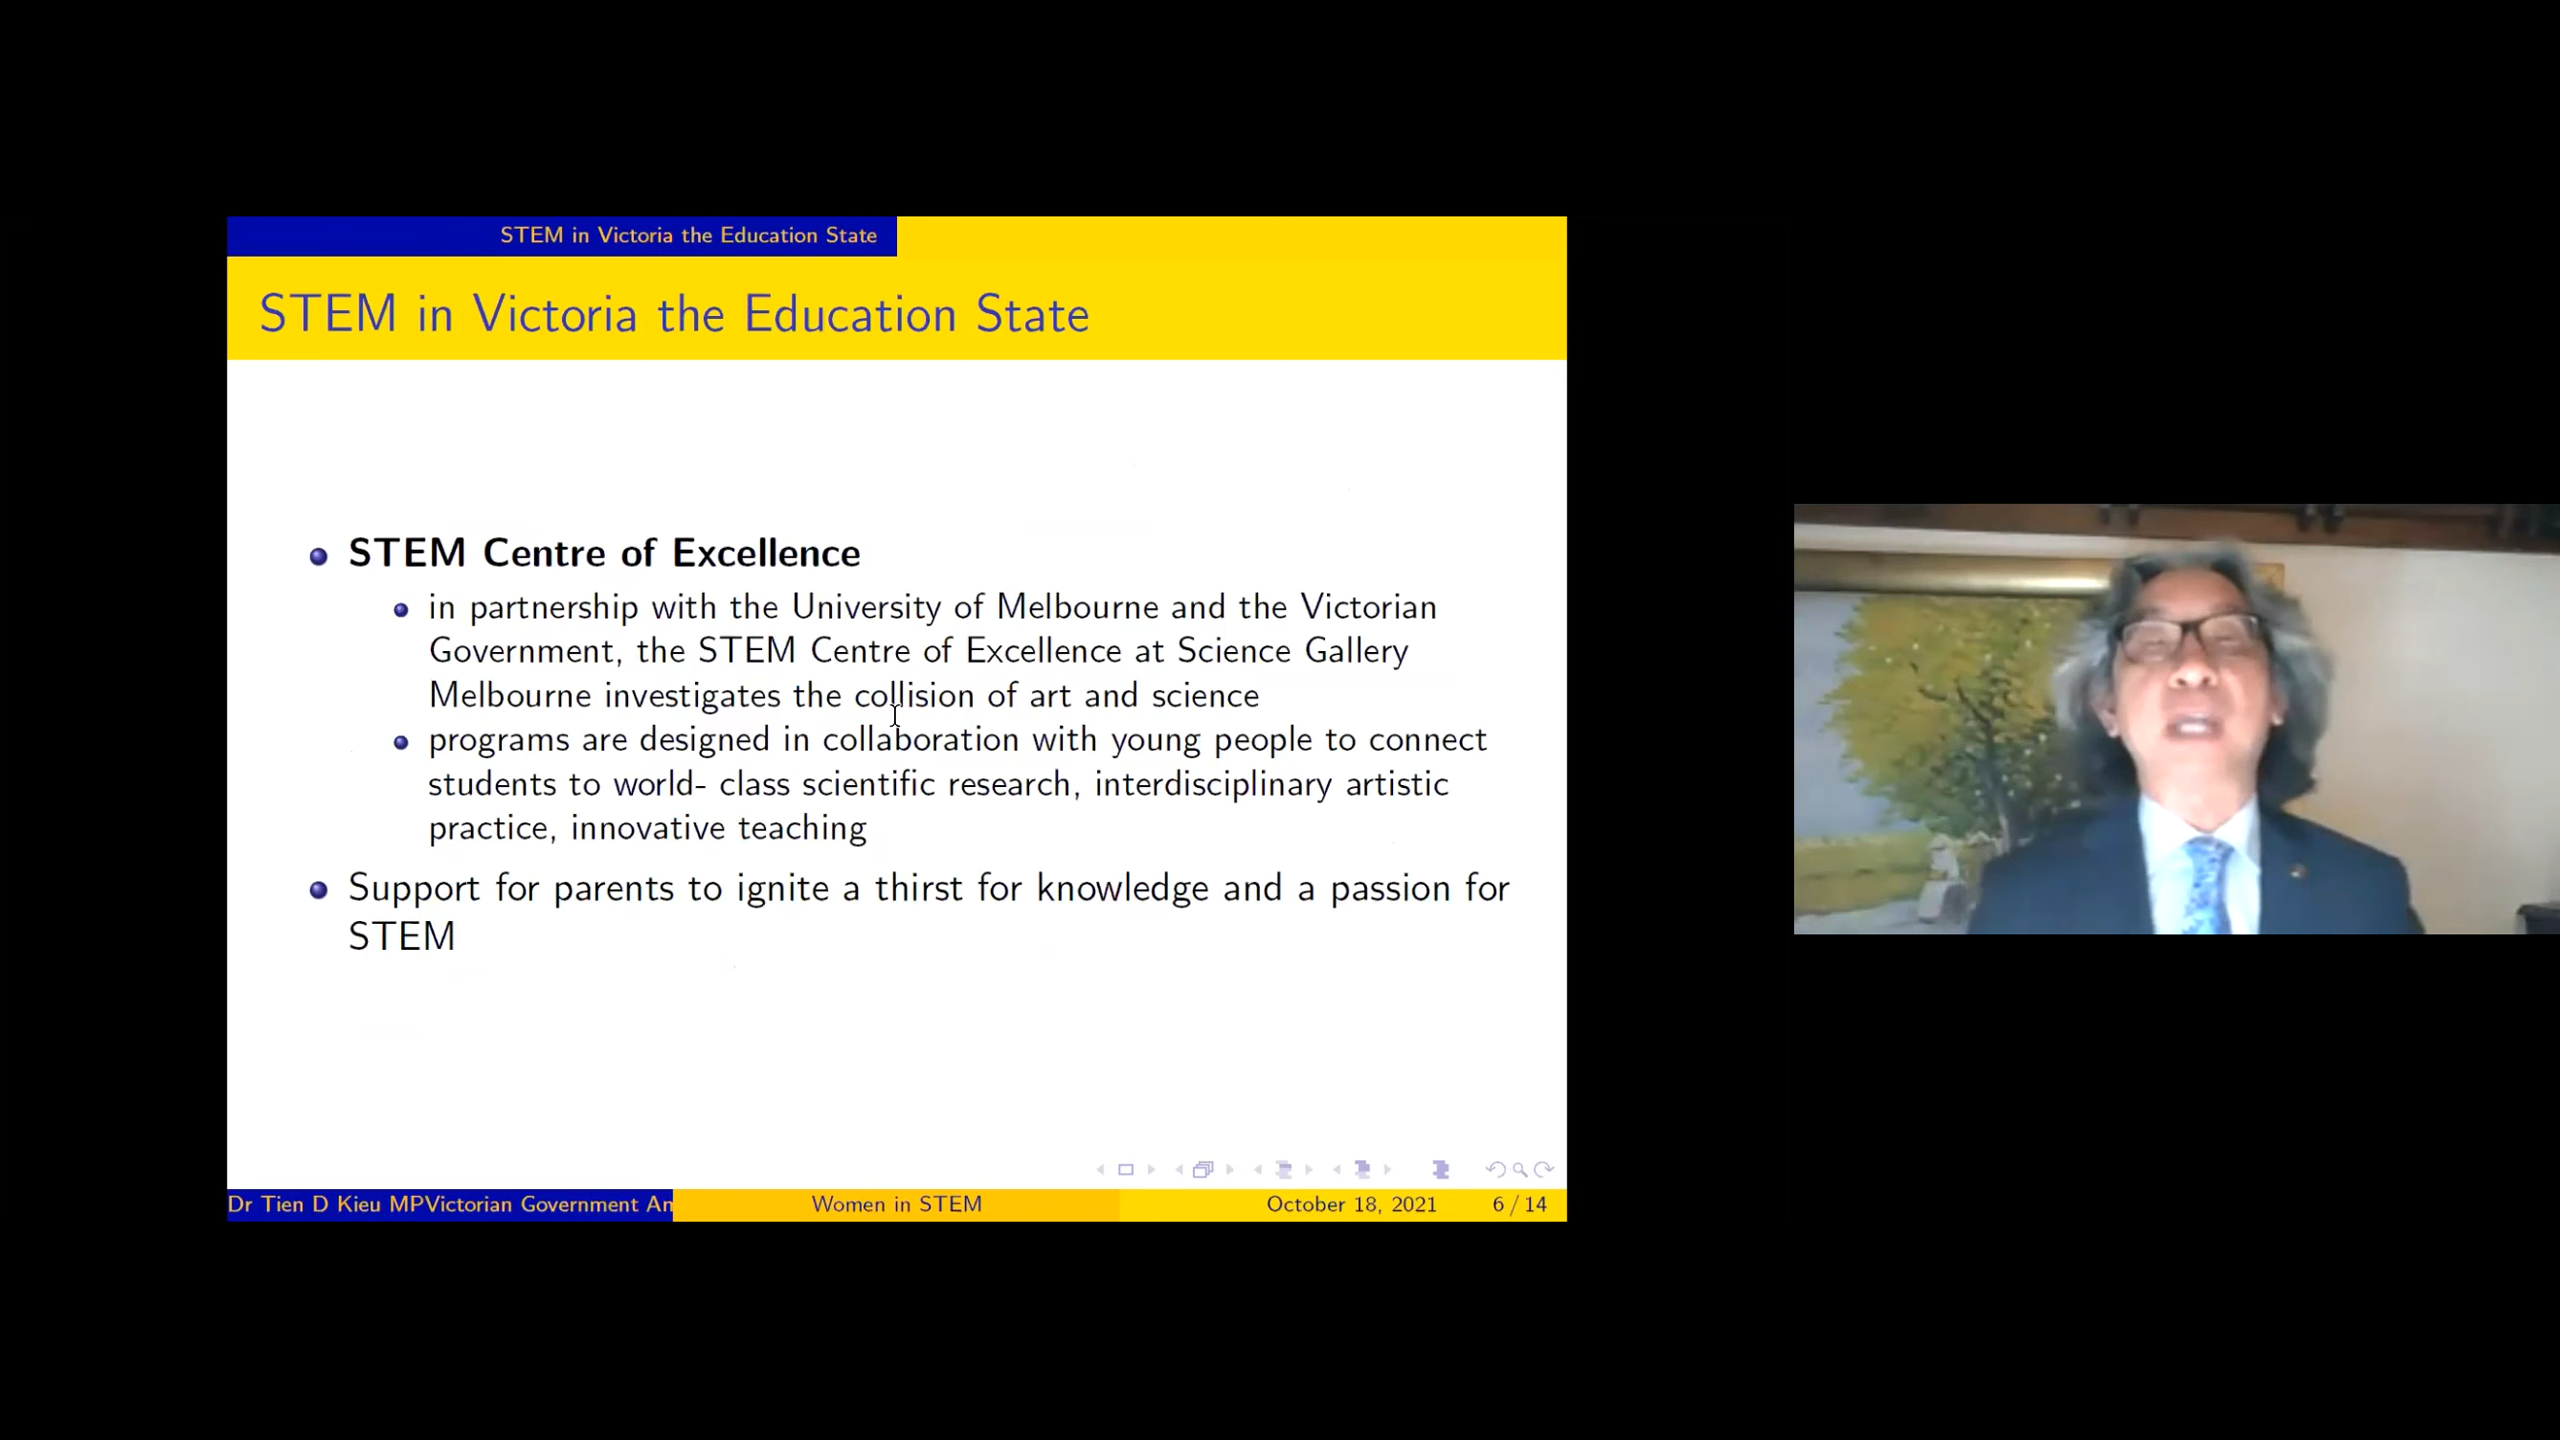 STEM in Victoria the Education State
STEM in Victoria the Education State
STEM Centre of Excellence
in partnership with the University of Melbourne and the Victorian
Government, the STEM Centre of Excellence at Science Gallery
Melbourne investigates the collision of art and science
programs are designed in collaboration with young people to connect
students to world- class scientific research, interdisciplinary artistic
practice, innovative teaching
Support for parents to ignite a thirst for knowledge and a passion for
STEM
Dr Tien D Kieu MPVictorian Government An
Women in STEM
October 18, 2021
6 / 14